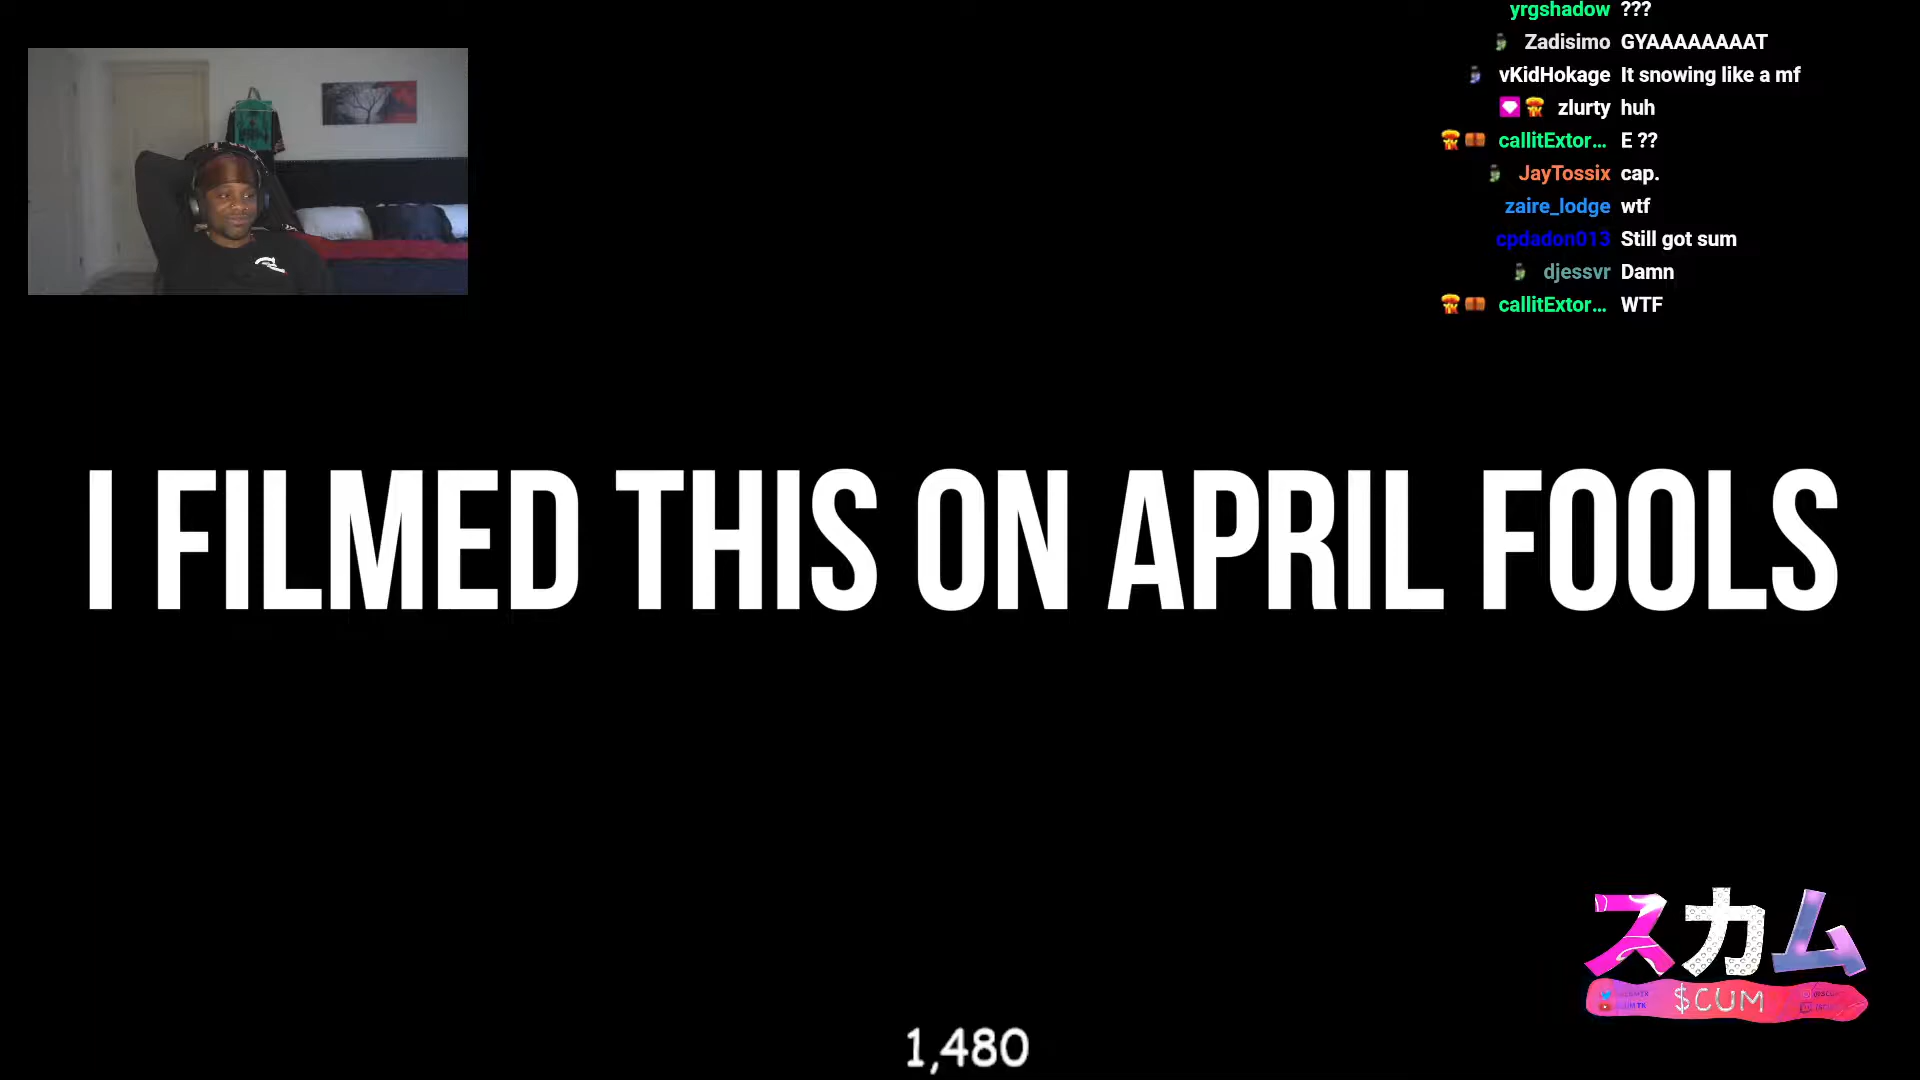 yrgshadow ???
Zadisimo GYAAAAAAAAT
vKidHokage It snowing like a mf
zlurty huh
callitExtor... E ??
JayTossix cap.
zaire_lodge wtf
cpdadon013 Still got sum
djessvr Damn
callitExtor... WTF
I FILMED THIS ON APRIL FOOLS
スカム
$CUM
1,480